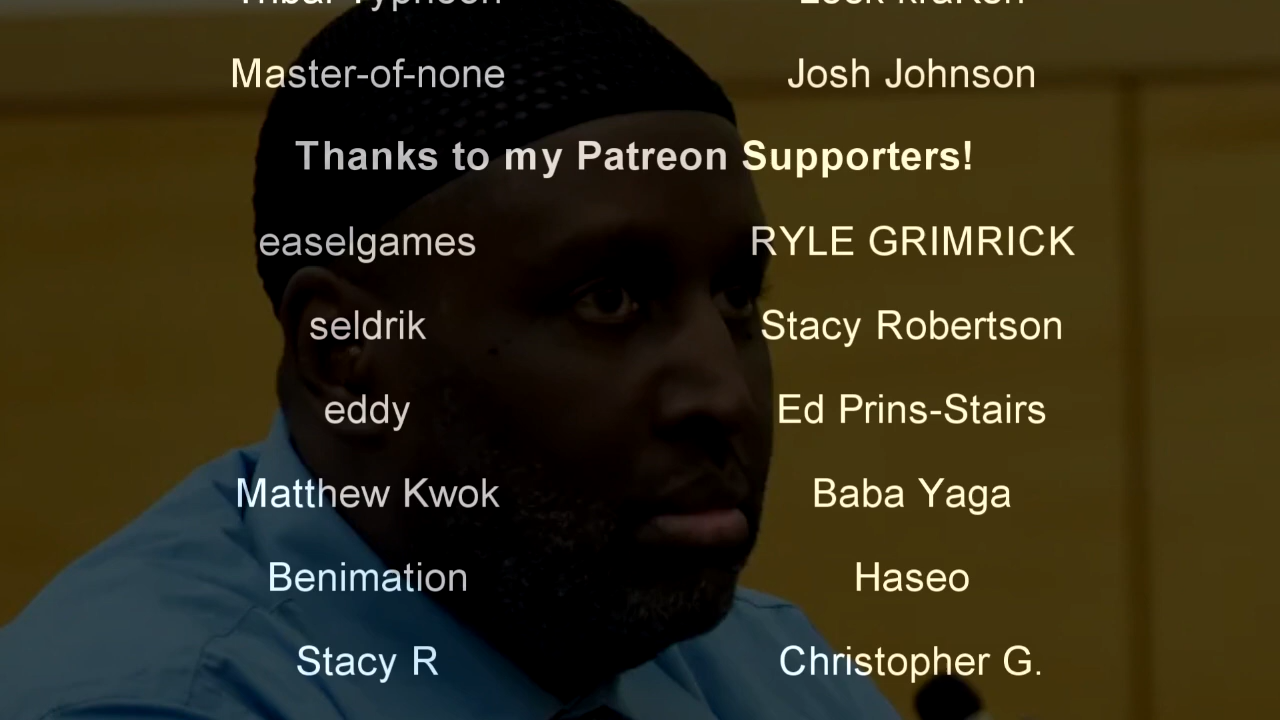 Master-of-none Josh Johnson
Thanks to my Patreon Supporters!
easelgames RYLE GRIMRICK
seldrik Stacy Robertson
eddy Ed Prins-Stairs
Matthew Kwok Baba Yaga
Benimation Haseo
Stacy R Christopher G.